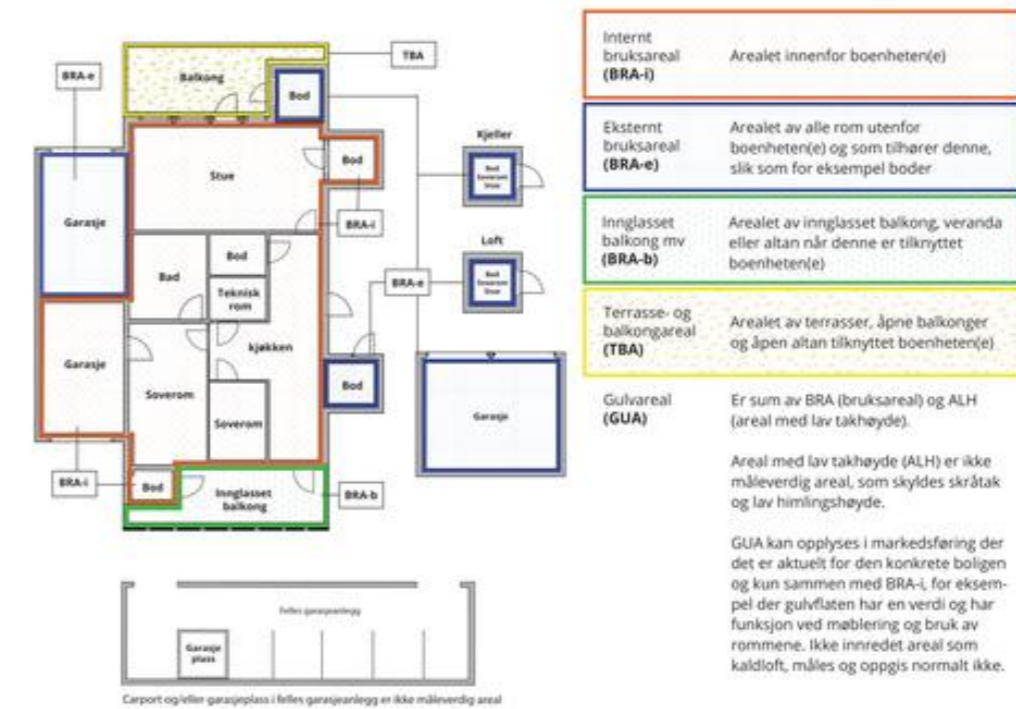 TBA
BRA-e
Balkong
Bod
Kjeller
Bod
Soverom
Stue
Bod
Stue
BRA-i
Garasje
Loft
Bod
Bad
BRA-e
Bod
Soverom
Stue
Teknisk
rom
kjøkken
Garasje
Bod
Soverom
Soverom
Garasje
BRA-i
Bod
Innglasset
balkong
BRA-b
Felles garasjeanlegg
Garasje
plass
Carport og/eller garasjeplass i felles garasjeanlegg er ikke måleverdig areal
Internt
bruksareal
(BRA-i)
Arealet innenfor boenheten(e)
Eksternt
bruksareal
(BRA-e)
Arealet av alle rom utenfor
boenheten(e) og som tilhører denne,
slik som for eksempel boder
Innglasset
balkong mv
(BRA-b)
Arealet av innglasset balkong, veranda
eller altan når denne er tilknyttet
boenheten(e)
Terrasse- og
balkongareal
(TBA)
Arealet av terrasser, åpne balkonger
og åpen altan tilknyttet boenheten(e)
Gulvareal
(GUA)
Er sum av BRA (bruksareal) og ALH
(areal med lav takhøyde).
Areal med lav takhøyde (ALH) er ikke
måleverdig areal, som skyldes skråtak
og lav himlingshøyde.
GUA kan opplyses i markedsføring der
det er aktuelt for den konkrete boligen
og kun sammen med BRA-i, for eksem-
pel der gulvflaten har en verdi og har
funksjon ved møblering og bruk av
rommene. Ikke innredet areal som
kaldloft, måles og oppgis normalt ikke.